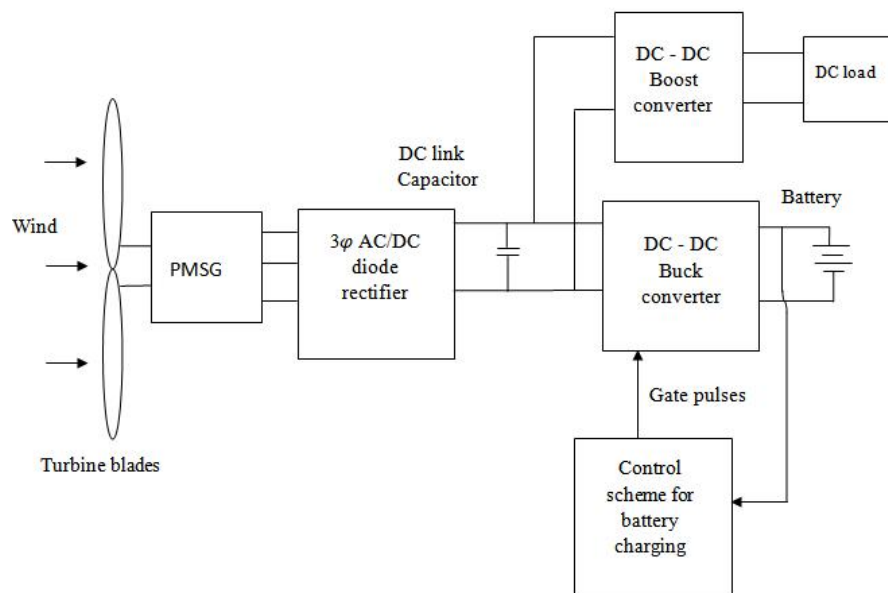 DC - DC
Boost
converter
DC load
DC link
Capacitor
Wind
PMSG
3φ AC/DC
diode
rectifier
DC - DC
Buck
converter
Battery
Gate pulses
Turbine blades
Control
scheme for
battery
charging